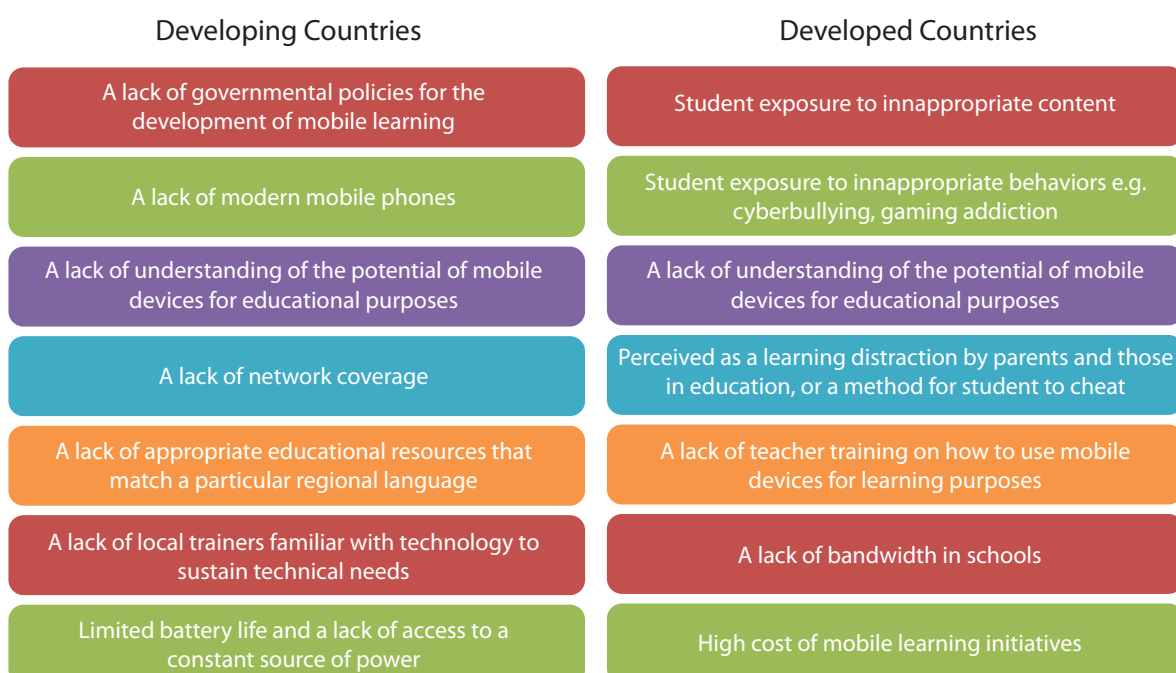 Developing Countries
A lack of governmental policies for the
development of mobile learning
A lack of modern mobile phones
A lack of understanding of the potential of mobile
devices for educational purposes
A lack of network coverage
A lack of appropriate educational resources that
match a particular regional language
A lack of local trainers familiar with technology to
sustain technical needs
Limited battery life and a lack of access to a
constant source of power
Developed Countries
Student exposure to innappropriate content
Student exposure to innappropriate behaviors e.g.
cyberbullying, gaming addiction
A lack of understanding of the potential of mobile
devices for educational purposes
Perceived as a learning distraction by parents and those
in education, or a method for student to cheat
A lack of teacher training on how to use mobile
devices for learning purposes
A lack of bandwidth in schools
High cost of mobile learning initiatives